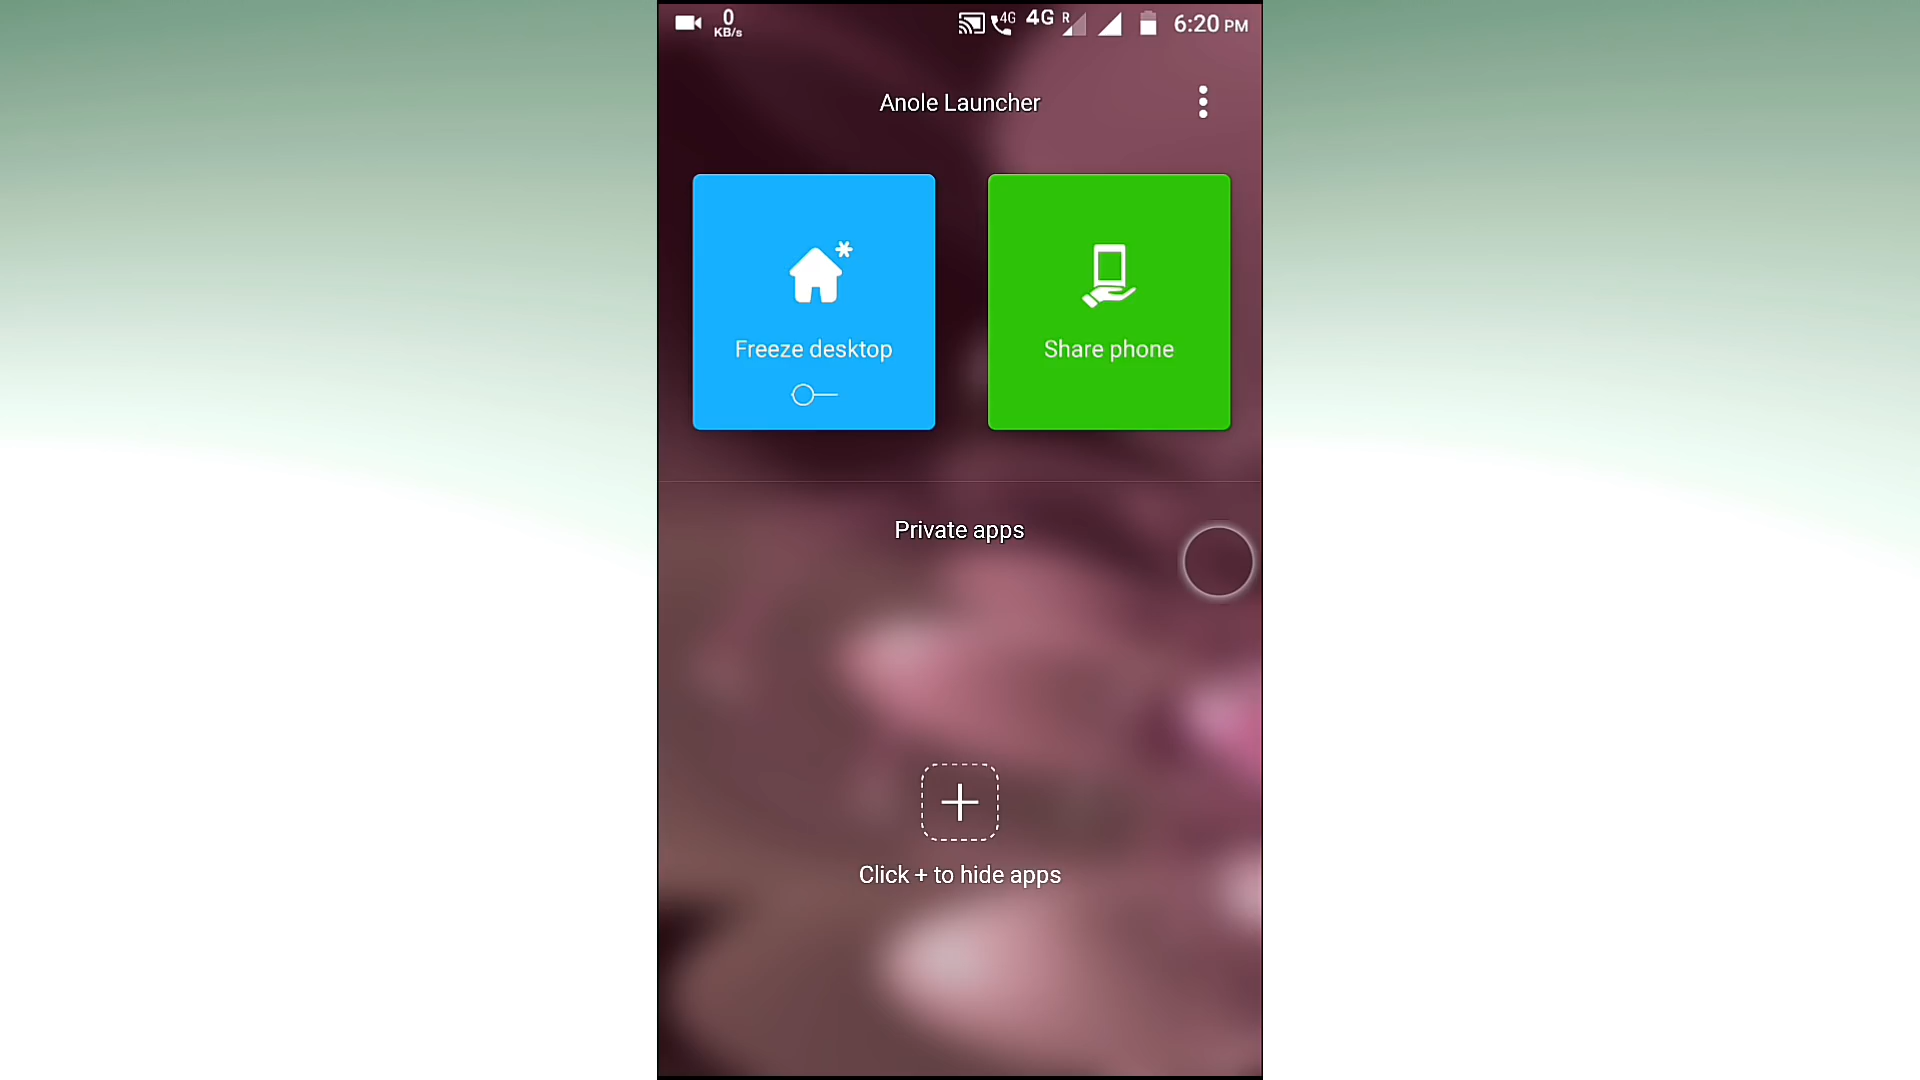 0
KB/s
4G
4G
R
6:20 PM
Anole Launcher
Freeze desktop
Share phone
Private apps
Click + to hide apps